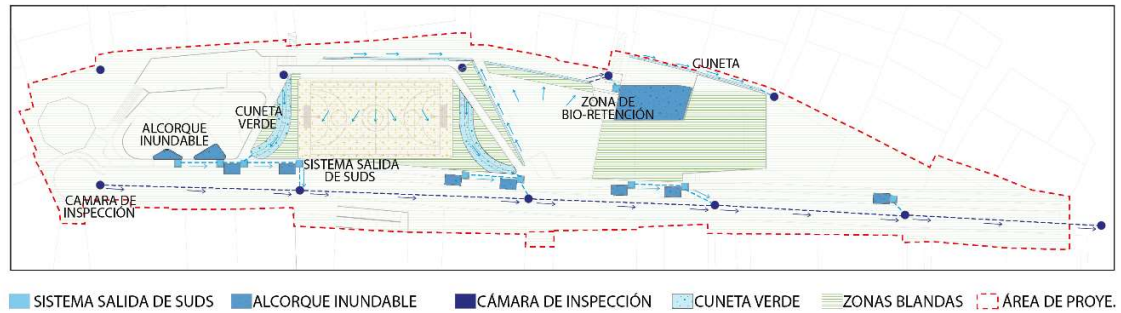 CUNETA
CUNETA
VERDE
ZONA DE
BIO-RETENCIÓN
ALCORQUE
INUNDABLE
SISTEMA SALIDA
DE SUDS
CAMARA DE
INSPECCIÓN
SISTEMA SALIDA DE SUDS
ALCORQUE INUNDABLE
CÁMARA DE INSPECCIÓN
CUNETA VERDE
ZONAS BLANDAS
ÁREA DE PROYE.